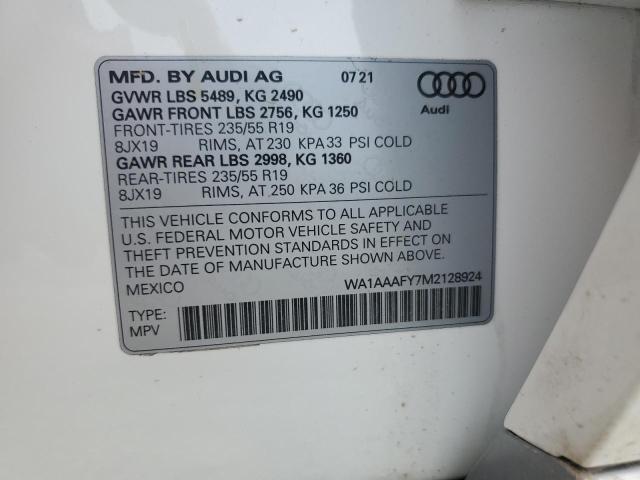 MFD. BY AUDI AG 07 21
GVWR LBS 5489, KG 2490
GAWR FRONT LBS 2756, KG 1250
Audi
FRONT-TIRES 235/55 R19
8JX19 RIMS, AT 230 KPA 33 PSI COLD
GAWR REAR LBS 2998, KG 1360
REAR-TIRES 235/55 R19
8JX19 RIMS, AT 250 KPA 36 PSI COLD
THIS VEHICLE CONFORMS TO ALL APPLICABLE
U.S. FEDERAL MOTOR VEHICLE SAFETY AND
THEFT PREVENTION STANDARDS IN EFFECT ON
THE DATE OF MANUFACTURE SHOWN ABOVE.
MEXICO WA1AAAFY7M2128924
TYPE:
MPV